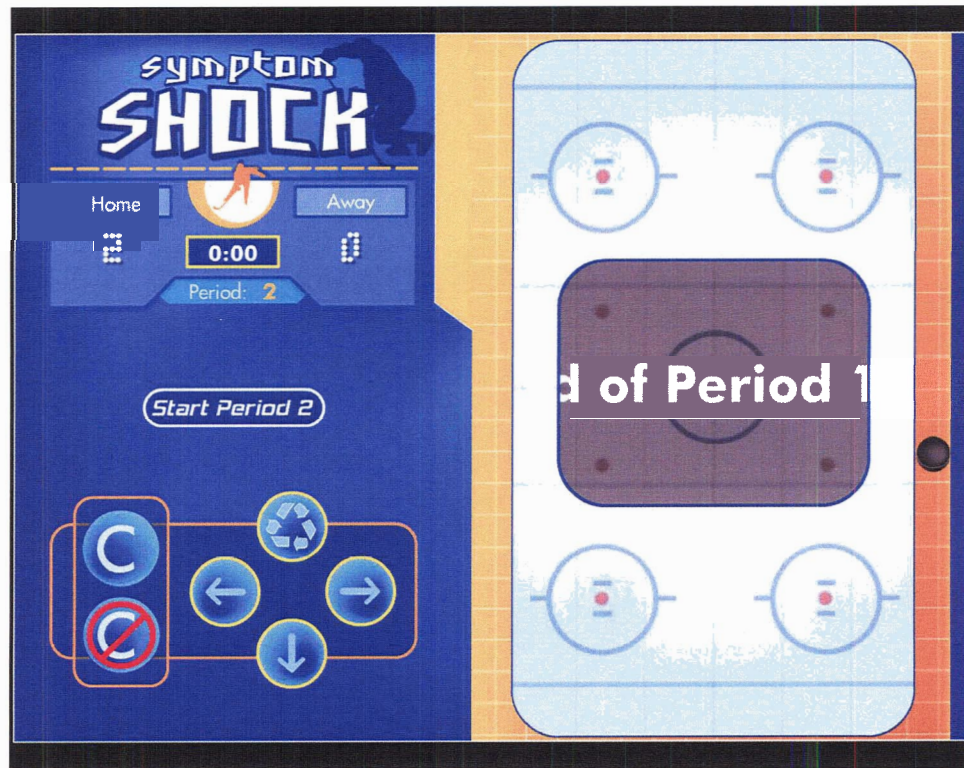 symptom
SHOCK
Home
Away
2
0:00
0
Period: 2
Start Period 2
d of Period 1
C
C